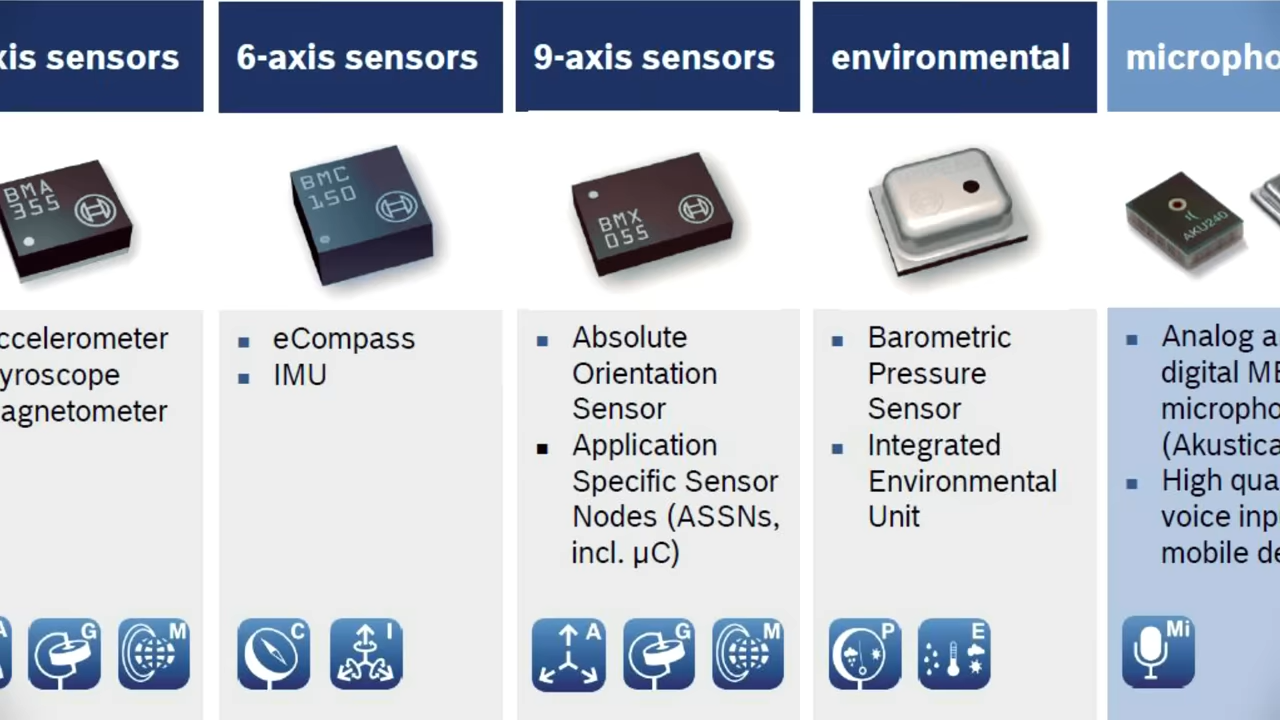 xis sensors
6-axis sensors
9-axis sensors
environmental
micropho
BMA
355
BMC
150
BMX
055
AKU240
ccelerometer
yroscope
agnetometer
eCompass
IMU
Absolute
Orientation
Sensor
Application
Specific Sensor
Nodes (ASSNs,
incl. µC)
Barometric
Pressure
Sensor
Integrated
Environmental
Unit
Analog a
digital ME
micropho
(Akustica
High qua
voice inp
mobile de
A
G
M
C
I
A
G
M
P
E
Mi